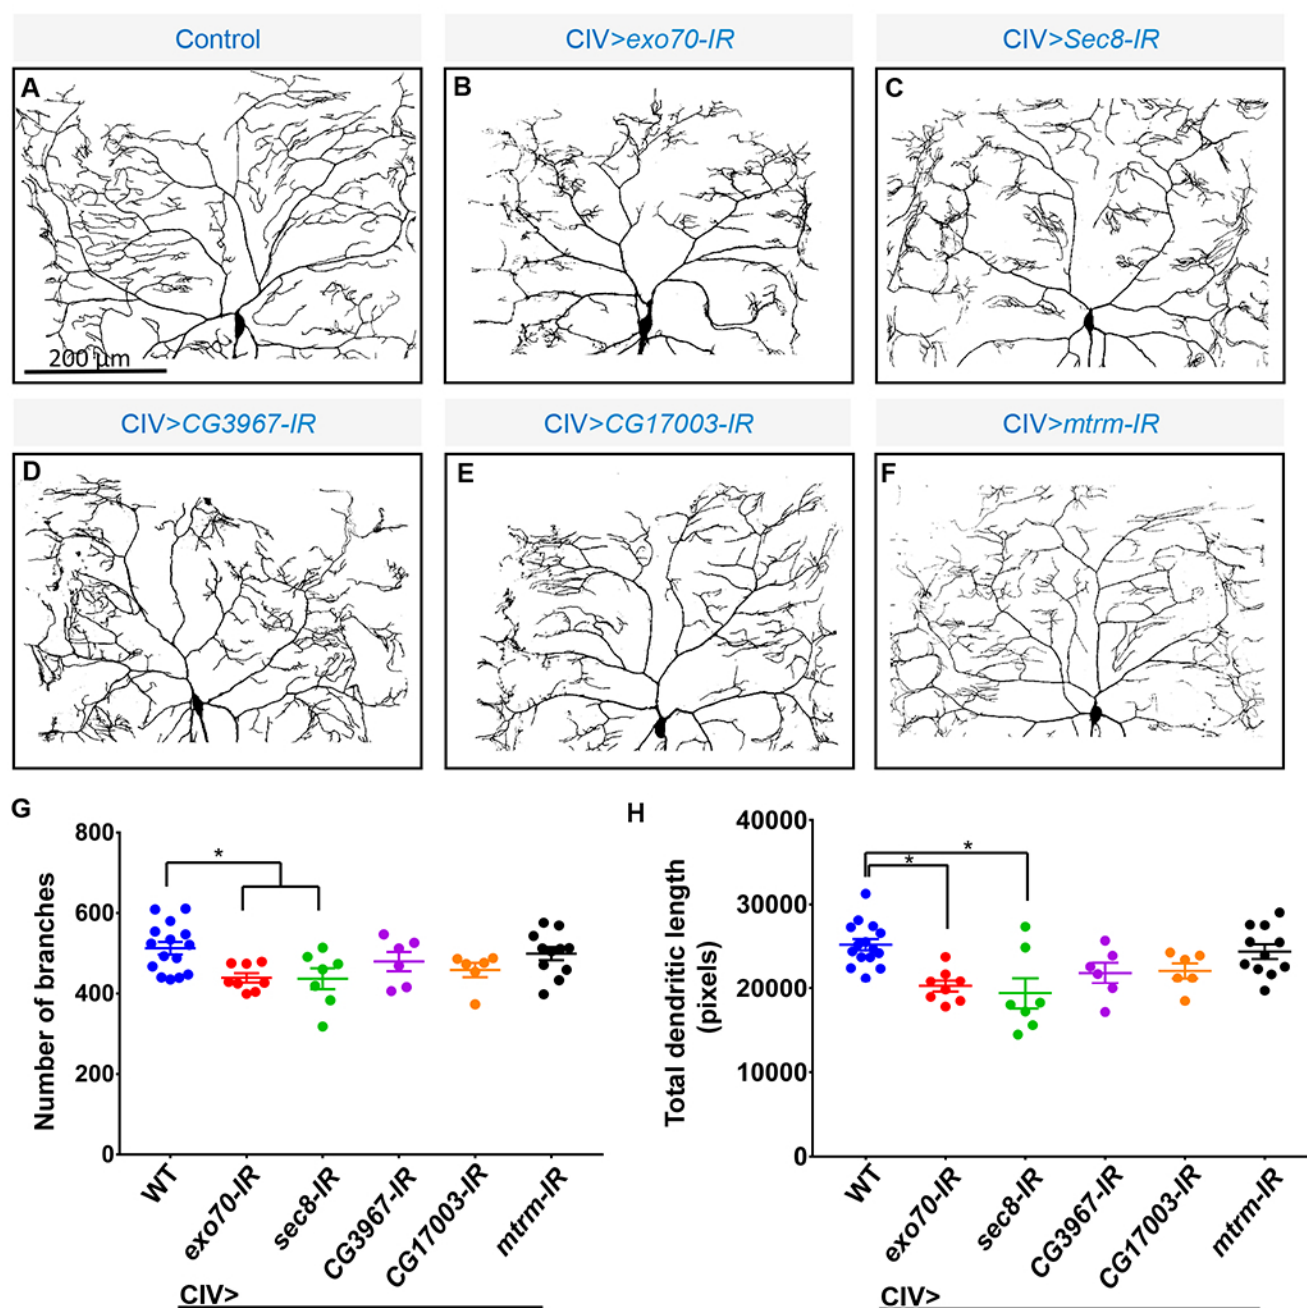 Control
CIV>exo70-IR
CIV>Sec8-IR
A
B
C
200 µm
CIV>CG3967-IR
CIV>CG17003-IR
CIV>mtrm-IR
D
E
F
G
Number of branches
800
600
400
200
0
*
WT
exo70-IR
sec8-IR
CG3967-IR
CG17003-IR
mtrm-IR
CIV>
H
Total dendritic length
(pixels)
40000
30000
20000
10000
0
*
*
WT
exo70-IR
sec8-IR
CG3967-IR
CG17003-IR
mtrm-IR
CIV>